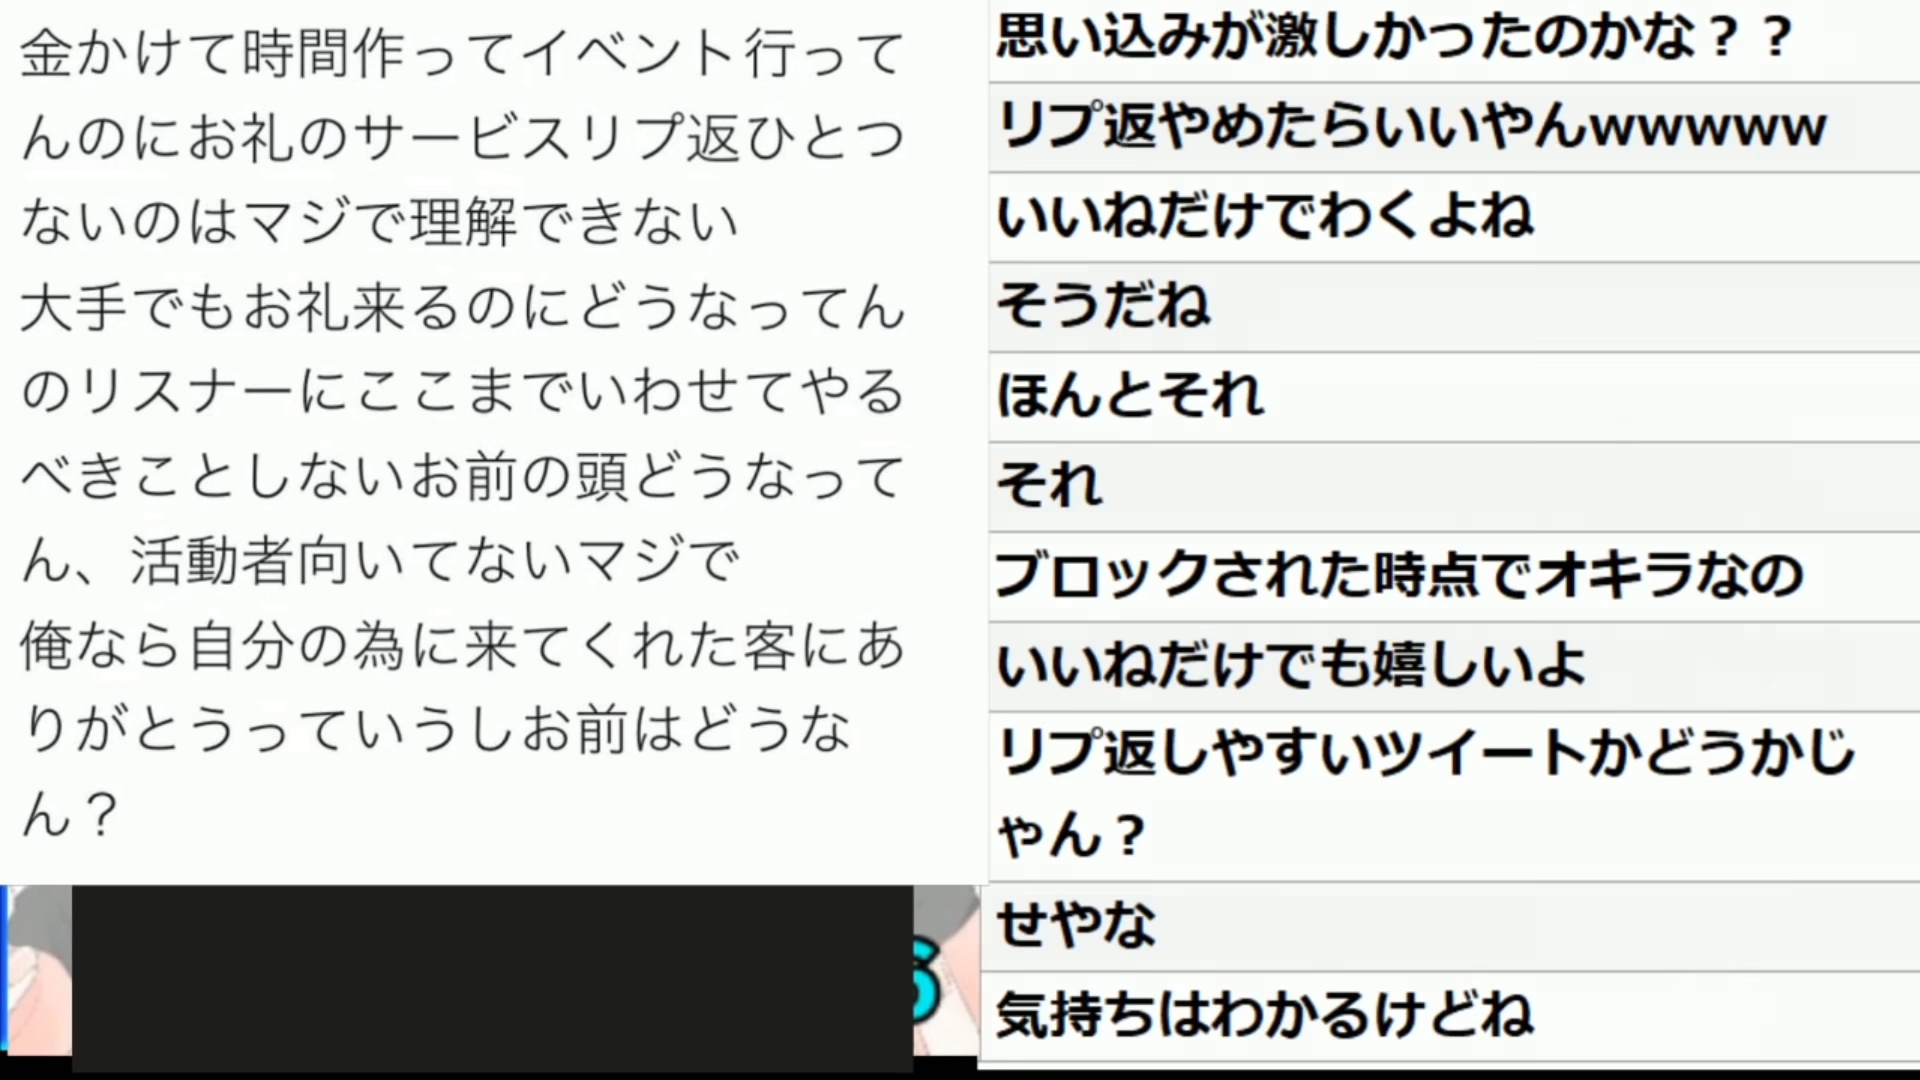 金かけて時間作ってイベント行って
んのにお礼のサービスリプ返ひとつ
ないのはマジで理解できない
大手でもお礼来るのにどうなってん
のリスナーにここまでいわせてやる
べきことしないお前の頭どうなって
ん、活動者向いてないマジで
俺なら自分の為に来てくれた客にあ
りがとうっていうしお前はどうな
ん？
思い込みが激しかったのかな？？
リプ返やめたらいいやんwwwww
いいねだけでわくよね
そうだね
ほんとそれ
それ
ブロックされた時点でオキラなの
いいねだけでも嬉しいよ
リプ返しやすいツイートかどうかじ
ゃん？
せやな
気持ちはわかるけどね